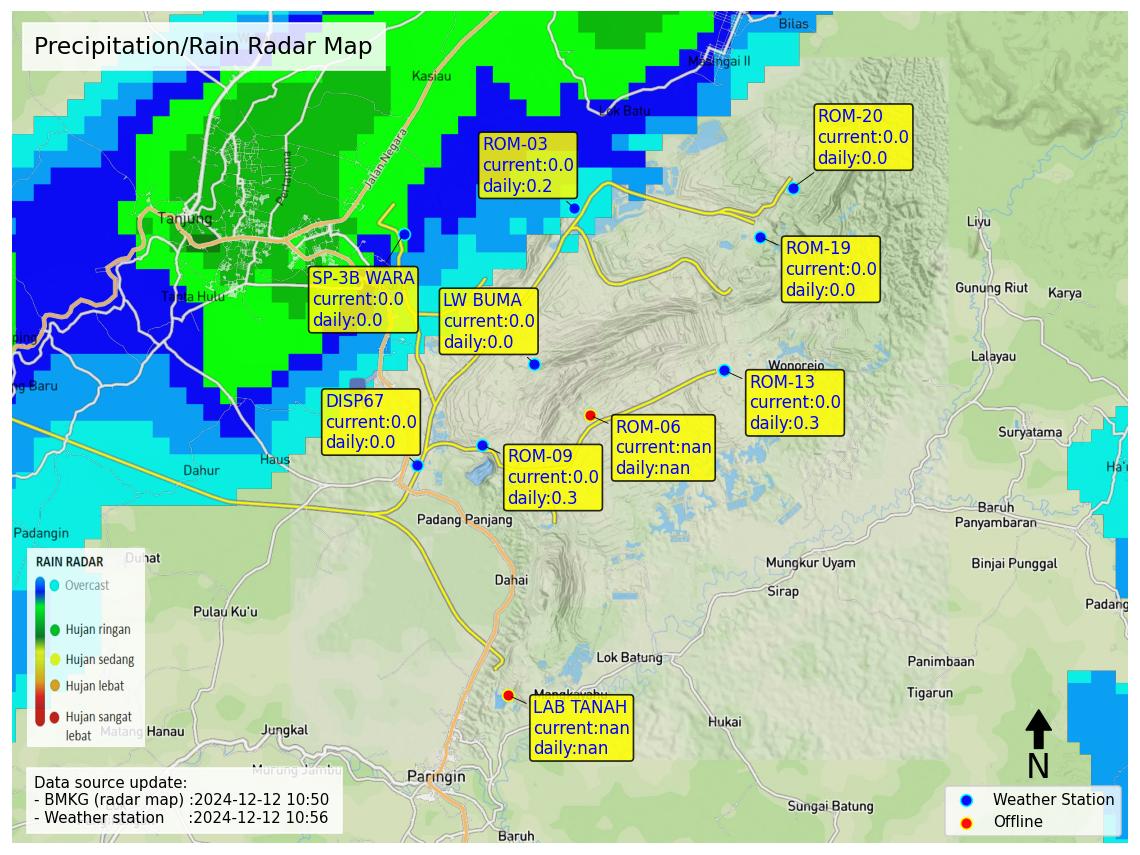 Precipitation/Rain Radar Map
Bilas
Masingai II
Kasiau
Lok Batu
Jalan Negara
Pertamina
Tanjung
Tanta Hulu
ROM-20
current:0.0
daily:0.0
ROM-03
current:0.0
daily:0.2
ROM-19
current:0.0
daily:0.0
SP-3B WARA
current:0.0
daily:0.0
LW BUMA
current:0.0
daily:0.0
Liyu
Gunung Riut
Karya
Lalayau
Wonorejo
ROM-13
current:0.0
daily:0.3
DISP67
current:0.0
daily:0.0
ROM-06
current:nan
daily:nan
ROM-09
current:0.0
daily:0.3
Suryatama
ng Baru
Dahur
Haus
Padangin
Padang Panjang
Baruh
Panyambaran
Binjai Punggal
Mungkur Uyam
Sirap
Padang
Dahai
Duhat
Pulau Ku'u
RAIN RADAR
Overcast
Hujan ringan
Hujan sedang
Hujan lebat
Hujan sangat
lebat
Lok Batung
Panimbaan
Tigarun
Mangkayahu
LAB TANAH
current:nan
daily:nan
Hukai
Matang Hanau
Jungkal
Murung Jambu
Paringin
Sungai Batung
Baruh
Data source update:
- BMKG (radar map) :2024-12-12 10:50
- Weather station :2024-12-12 10:56
N
Weather Station
Offline